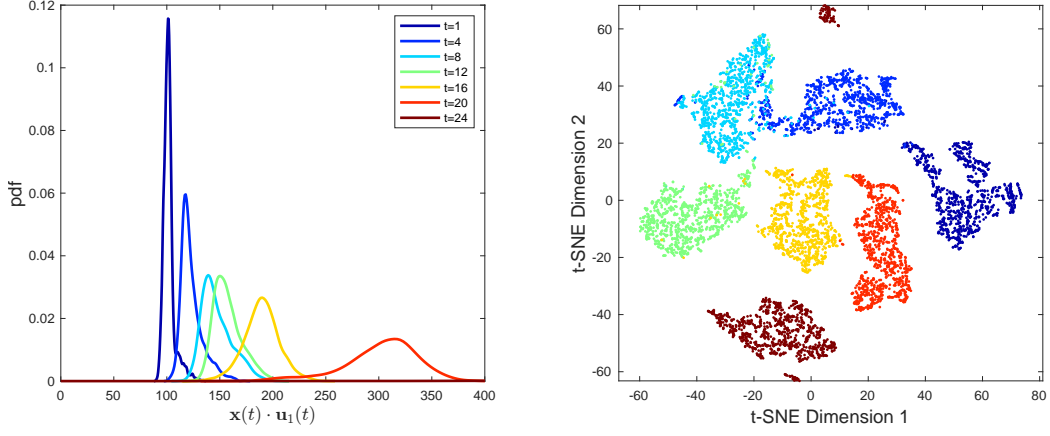 0.12
0.1
0.08
0.06
0.04
0.02
0
pdf
0 50 100 150 200 250 300 350 400
x(t) · u₁(t)
t=1
t=4
t=8
t=12
t=16
t=20
t=24
60
40
20
0
-20
-40
-60
t-SNE Dimension 2
-60 -40 -20 0 20 40 60 80
t-SNE Dimension 1